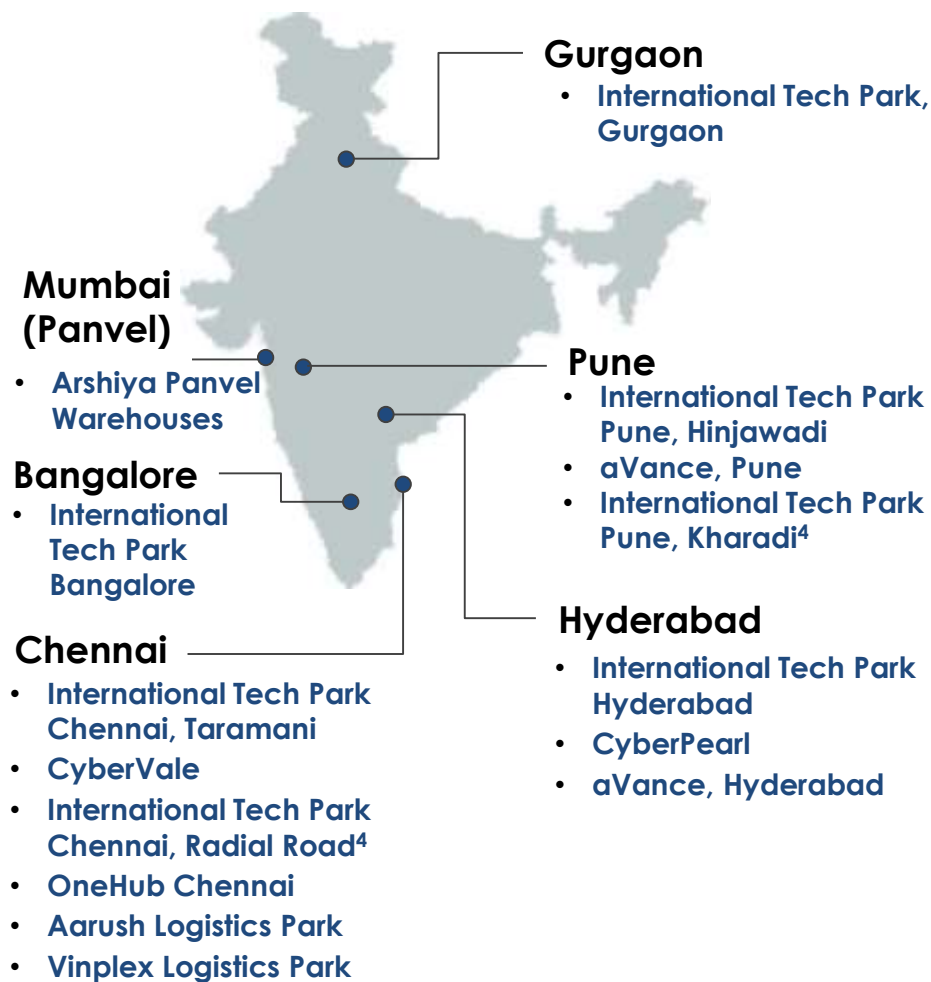 Gurgaon
• International Tech Park,
Gurgaon
Mumbai
(Panvel)
• Arshiya Panvel
Warehouses
Pune
• International Tech Park
Pune, Hinjawadi
• aVance, Pune
• International Tech Park
Pune, Kharadi⁴
Bangalore
• International
Tech Park
Bangalore
Hyderabad
• International Tech Park
Hyderabad
• CyberPearl
• aVance, Hyderabad
Chennai
• International Tech Park
Chennai, Taramani
• CyberVale
• International Tech Park
Chennai, Radial Road⁴
• OneHub Chennai
• Aarush Logistics Park
• Vinplex Logistics Park